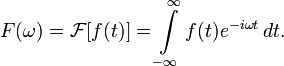 F(ω) = ℱ[f(t)] = ∫_{-∞}^{∞} f(t)e^{-iωt} dt.